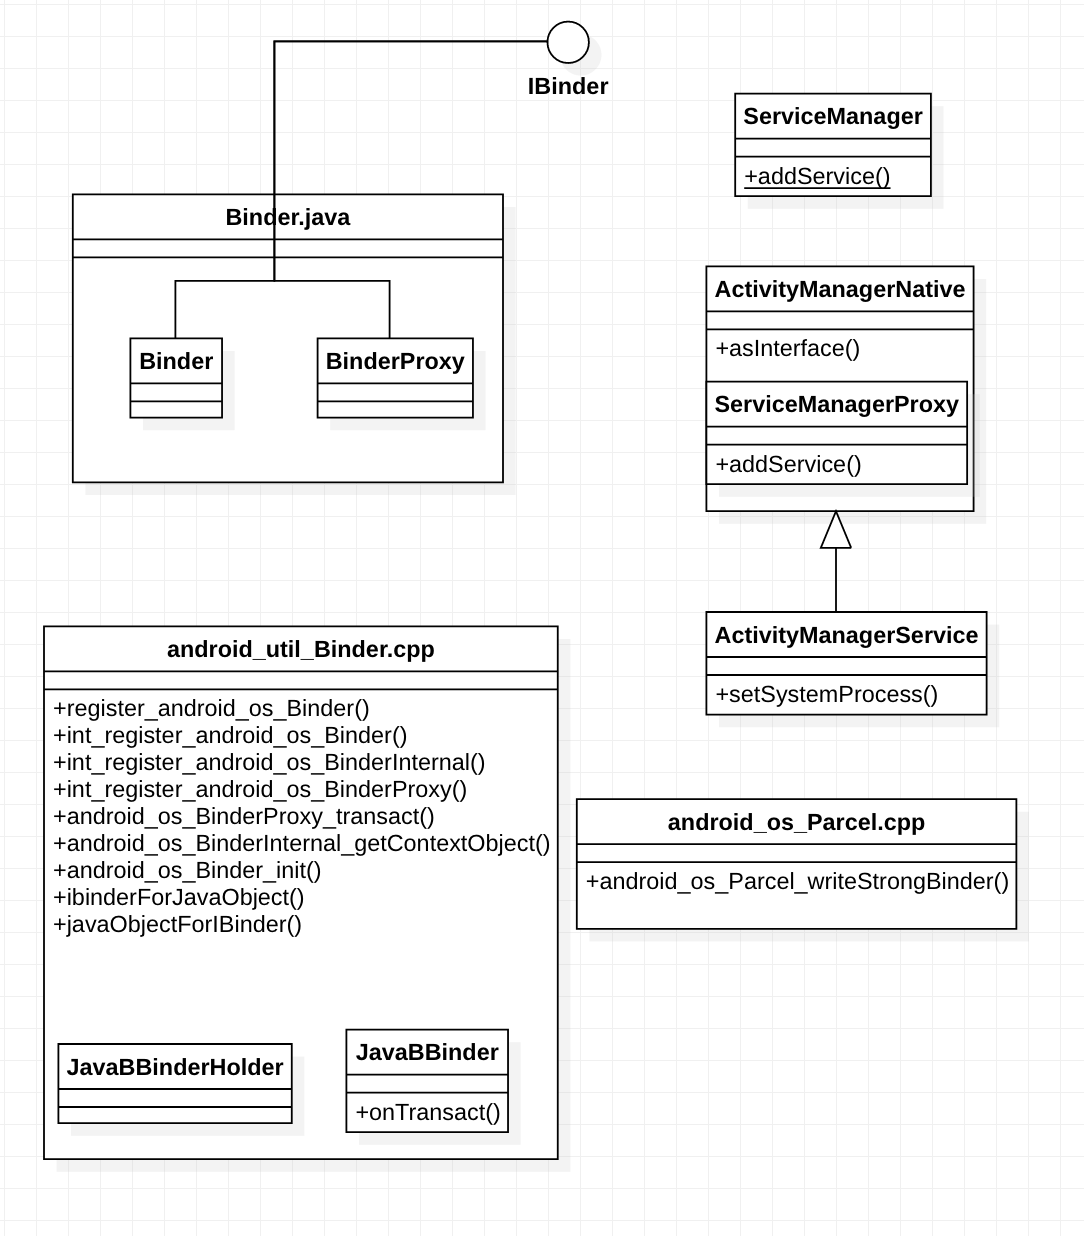 IBinder
ServiceManager
+addService()
Binder.java
Binder
BinderProxy
ActivityManagerNative
+asInterface()
ServiceManagerProxy
+addService()
ActivityManagerService
+setSystemProcess()
android_util_Binder.cpp
+register_android_os_Binder()
+int_register_android_os_Binder()
+int_register_android_os_BinderInternal()
+int_register_android_os_BinderProxy()
+android_os_BinderProxy_transact()
+android_os_BinderInternal_getContextObject()
+android_os_Binder_init()
+ibinderForJavaObject()
+javaObjectForIBinder()
JavaBBinderHolder
JavaBBinder
+onTransact()
android_os_Parcel.cpp
+android_os_Parcel_writeStrongBinder()